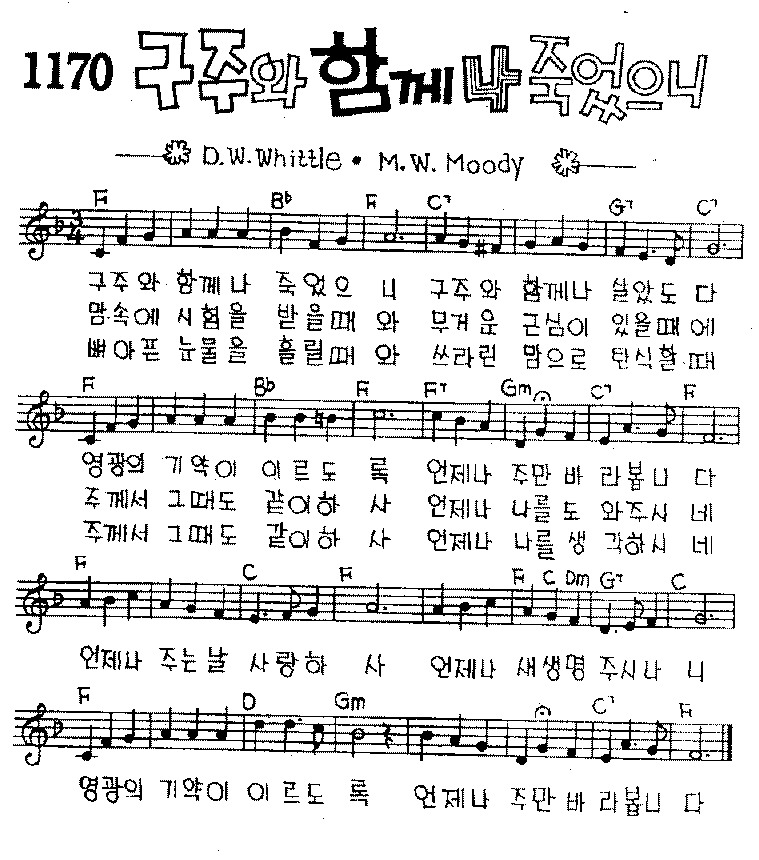 1170 구주와 함께 나 죽었으니
D.W.Whittle • M.W. Moody
F B♭ F C7 G7 C7
3/4
구주와 함께나 죽었으 니 구주와 함께나 살았도 다
맘속에 시험을 받을때 와 무거운 근심이 있을때에
뼈아픈 눈물을 흘릴때 와 쓰라린 맘으로 탄식할때
F B♭ F F7 Gm C7 F
영광의 기약이 이르도 록 언제나 주만 바 라봅니 다
주께서 그때도 같이하 사 언제나 나를 도 와주시 네
주께서 그때도 같이하 사 언제나 나를 생 각하시 네
F C F F C Dm G7 C
언제나 주는날 사랑하 사 언제나 새생명 주시나 니
F D Gm C7 F
영광의 기약이 이르도 록 언제나 주만 바 라봅니 다